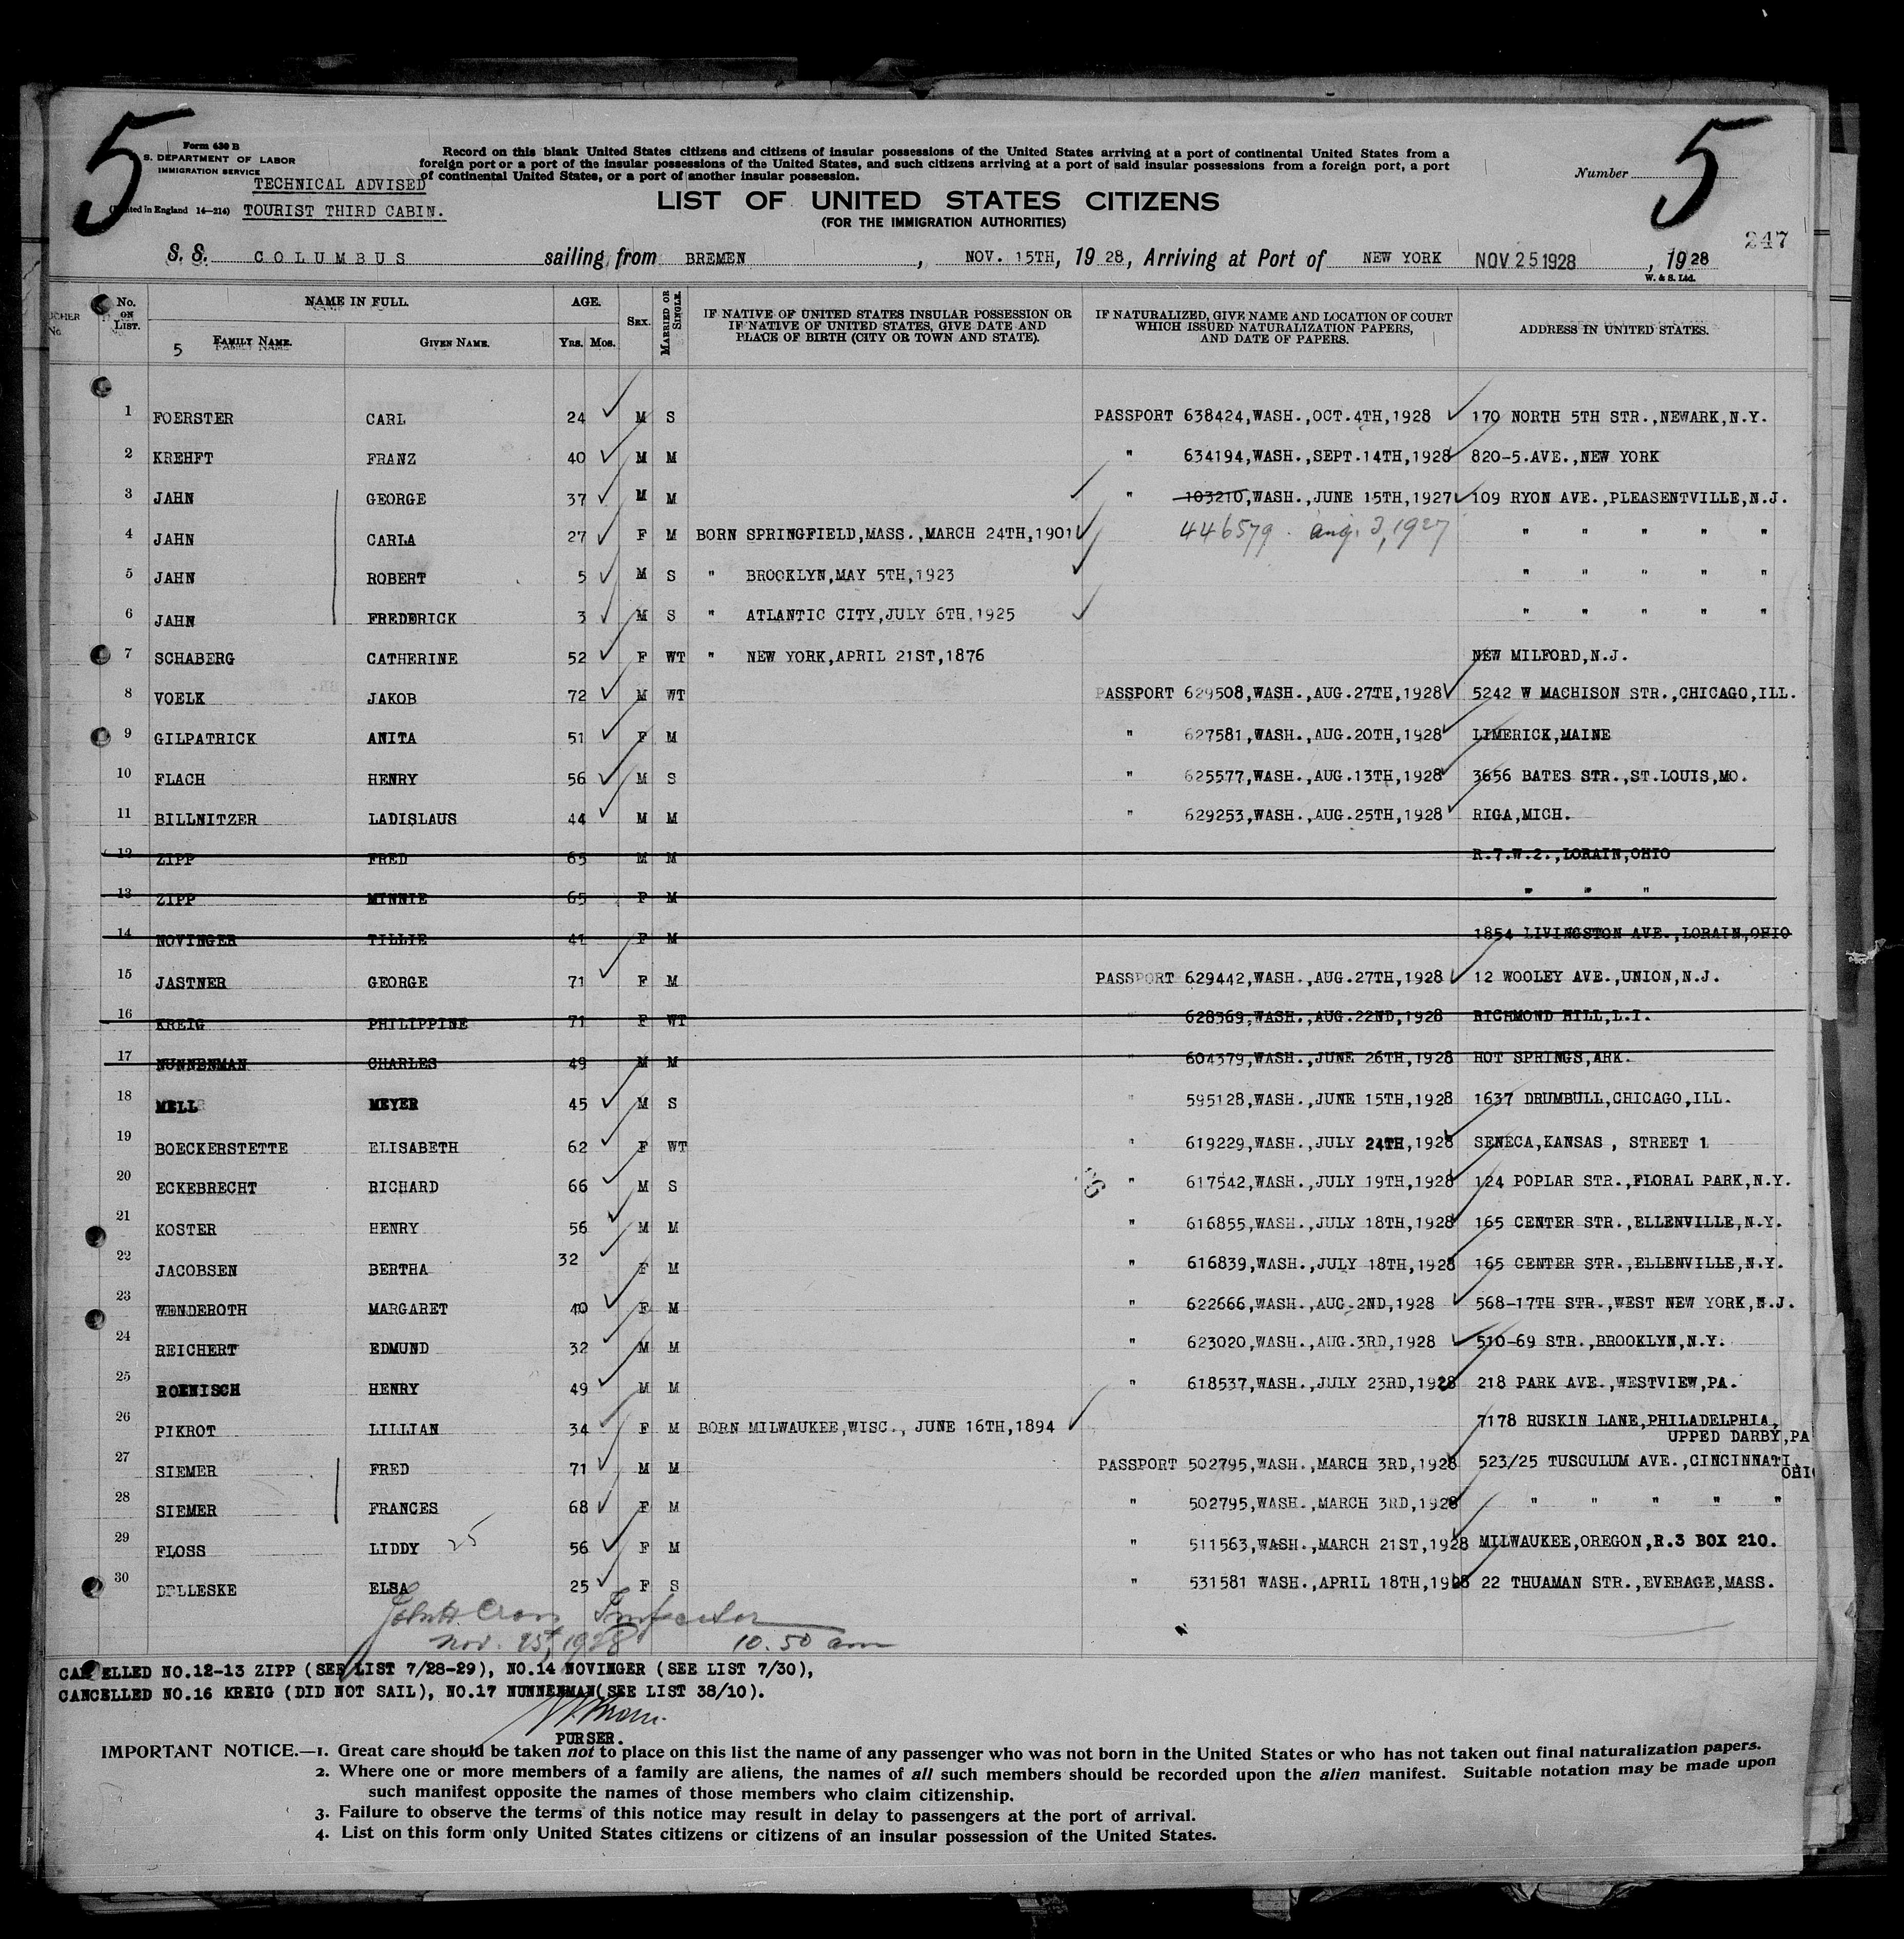 5
5
Form 630 B
S. DEPARTMENT OF LABOR
IMMIGRATION SERVICE
TECHNICAL ADVISED
(Printed in England 14—214) TOURIST THIRD CABIN.
Record on this blank United States citizens and citizens of insular possessions of the United States arriving at a port of continental United States from a
foreign port or a port of the insular possessions of the United States, and such citizens arriving at a port of said insular possessions from a foreign port, a port
of continental United States, or a port of another insular possession.
Number
LIST OF UNITED STATES CITIZENS
(FOR THE IMMIGRATION AUTHORITIES)
247
S. S. COLUMBUS sailing from BREMEN , NOV. 15TH, 19 28, Arriving at Port of NEW YORK NOV 25 1928 , 19 28
W. & S. Ltd.
No. ON LIST. NAME IN FULL. AGE. SEX. MARRIED OR SINGLE. IF NATIVE OF UNITED STATES INSULAR POSSESSION OR IF NATIVE OF UNITED STATES, GIVE DATE AND PLACE OF BIRTH (CITY OR TOWN AND STATE). IF NATURALIZED, GIVE NAME AND LOCATION OF COURT WHICH ISSUED NATURALIZATION PAPERS, AND DATE OF PAPERS. ADDRESS IN UNITED STATES.
5 FAMILY NAME. GIVEN NAME. YRS. MOS.
1 FOERSTER CARL 24 M S PASSPORT 638424,WASH.,OCT.4TH,1928 170 NORTH 5TH STR.,NEWARK,N.Y.
2 KREHFT FRANZ 40 M M " 634194,WASH.,SEPT.14TH,1928 820-5.AVE.,NEW YORK
3 JAHN GEORGE 37 M M " 103210,WASH.,JUNE 15TH,1927 109 RYON AVE.,PLEASENTVILLE,N.J.
4 JAHN CARLA 27 F M BORN SPRINGFIELD,MASS.,MARCH 24TH,1901 446579 . aug. 3, 1927 " " " " "
5 JAHN ROBERT 5 M S " BROOKLYN,MAY 5TH,1923 " " " " "
6 JAHN FREDERICK 3 M S " ATLANTIC CITY,JULY 6TH,1925 " " " " "
7 SCHABERG CATHERINE 52 F WT " NEW YORK,APRIL 21ST,1876 NEW MILFORD,N.J.
8 VOELK JAKOB 72 M WT PASSPORT 629508,WASH.,AUG.27TH,1928 5242 W MACHISON STR.,CHICAGO,ILL.
9 GILPATRICK ANITA 51 F M " 627581,WASH.,AUG.20TH,1928 LIMERICK,MAINE
10 FLACH HENRY 56 M S " 625577,WASH.,AUG.13TH,1928 3656 BATES STR.,ST.LOUIS,MO.
11 BILLNITZER LADISLAUS 44 M M " 629253,WASH.,AUG.25TH,1928 RIGA,MICH.
12 ZIPP FRED 65 M M R.7.W.2.,LORAIN,OHIO
13 ZIPP MINNIE 65 F M " " "
14 NOVINGER TILLIE 41 F M 1854 LIVINGSTON AVE.,LORAIN,OHIO
15 JASTNER GEORGE 71 F M PASSPORT 629442,WASH.,AUG.27TH,1928 12 WOOLEY AVE.,UNION,N.J.
16 KREIG PHILIPPINE 71 F WT " 628369,WASH.,AUG.22ND,1928 RICHMOND HILL,L.I.
17 NUNNENMAN CHARLES 49 M M " 604379,WASH.,JUNE 26TH,1928 HOT SPRINGS,ARK.
18 MELL MEYER 45 M S " 595128,WASH.,JUNE 15TH,1928 1637 DRUMBULL,CHICAGO,ILL.
19 BOECKERSTETTE ELISABETH 62 F WT " 619229,WASH.,JULY 24TH,1928 SENECA,KANSAS , STREET 1
20 ECKEBRECHT RICHARD 66 M S " 617542,WASH.,JULY 19TH,1928 124 POPLAR STR.,FLORAL PARK,N.Y.
21 KOSTER HENRY 56 M M " 616855,WASH.,JULY 18TH,1928 165 CENTER STR.,ELLENVILLE,N.Y.
22 JACOBSEN BERTHA 32 F M " 616839,WASH.,JULY 18TH,1928 165 CENTER STR.,ELLENVILLE,N.Y.
23 WENDEROTH MARGARET 40 F M " 622666,WASH.,AUG.2ND,1928 568-17TH STR.,WEST NEW YORK,N.J.
24 REICHERT EDMUND 32 M M " 623020,WASH.,AUG.3RD,1928 510-69 STR.,BROOKLYN,N.Y.
25 ROENISCH HENRY 49 M M " 618537,WASH.,JULY 23RD,1928 218 PARK AVE.,WESTVIEW,PA.
26 PIKROT LILLIAN 34 F M BORN MILWAUKEE,WISC., JUNE 16TH,1894 7178 RUSKIN LANE,PHILADELPHIA,
UPPED DARBY,PA
27 SIEMER FRED 71 M M PASSPORT 502795,WASH.,MARCH 3RD,1928 523/25 TUSCULUM AVE.,CINCINNATI,
OHIO
28 SIEMER FRANCES 68 F M " 502795,WASH.,MARCH 3RD,1928 " " " " "
29 FLOSS LIDDY 25 56 F M " 511563,WASH.,MARCH 21ST,1928 MILWAUKEE,OREGON,R.3 BOX 210.
30 DELLESKE ELSA 25 F S " 531581 WASH.,APRIL 18TH,1928 22 THUAMAN STR.,EVERAGE,MASS.
John H Cron Inspector
Nov. 25, 1928 10.50 am
CANCELLED NO.12-13 ZIPP (SEE LIST 7/28-29), NO.14 NOVINGER (SEE LIST 7/30),
CANCELLED NO.16 KREIG (DID NOT SAIL), NO.17 NUNNENMAN(SEE LIST 38/10).
PURSER.
IMPORTANT NOTICE.—1. Great care should be taken not to place on this list the name of any passenger who was not born in the United States or who has not taken out final naturalization papers.
2. Where one or more members of a family are aliens, the names of all such members should be recorded upon the alien manifest. Suitable notation may be made upon
such manifest opposite the names of those members who claim citizenship.
3. Failure to observe the terms of this notice may result in delay to passengers at the port of arrival.
4. List on this form only United States citizens or citizens of an insular possession of the United States.